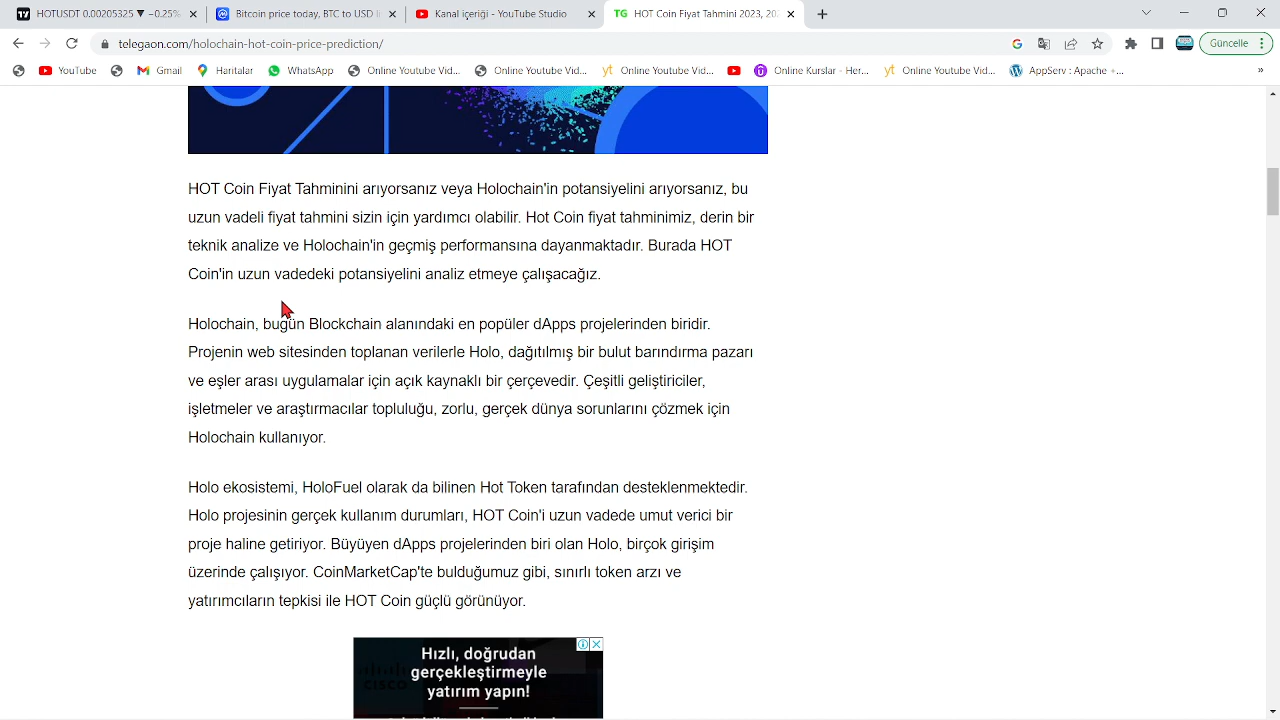 HOTUSDT 0.00205325 ▼ −0.25%
Bitcoin price today, BTC to USD li
Kanal içeriği - YouTube Studio
TG HOT Coin Fiyat Tahmini 2023, 202
telegaon.com/holochain-hot-coin-price-prediction/
Güncelle
YouTube
Gmail
Haritalar
WhatsApp
Online Youtube Vid...
Online Youtube Vid...
yt Online Youtube Vid...
Online Kurslar - Her...
yt Online Youtube Vid...
AppServ : Apache +...
»
HOT Coin Fiyat Tahminini arıyorsanız veya Holochain'in potansiyelini arıyorsanız, bu
uzun vadeli fiyat tahmini sizin için yardımcı olabilir. Hot Coin fiyat tahminimiz, derin bir
teknik analize ve Holochain'in geçmiş performansına dayanmaktadır. Burada HOT
Coin'in uzun vadedeki potansiyelini analiz etmeye çalışacağız.
Holochain, bugün Blockchain alanındaki en popüler dApps projelerinden biridir.
Projenin web sitesinden toplanan verilerle Holo, dağıtılmış bir bulut barındırma pazarı
ve eşler arası uygulamalar için açık kaynaklı bir çerçevedir. Çeşitli geliştiriciler,
işletmeler ve araştırmacılar topluluğu, zorlu, gerçek dünya sorunlarını çözmek için
Holochain kullanıyor.
Holo ekosistemi, HoloFuel olarak da bilinen Hot Token tarafından desteklenmektedir.
Holo projesinin gerçek kullanım durumları, HOT Coin'i uzun vadede umut verici bir
proje haline getiriyor. Büyüyen dApps projelerinden biri olan Holo, birçok girişim
üzerinde çalışıyor. CoinMarketCap'te bulduğumuz gibi, sınırlı token arzı ve
yatırımcıların tepkisi ile HOT Coin güçlü görünüyor.
Hızlı, doğrudan
gerçekleştirmeyle
yatırım yapın!
CISCO